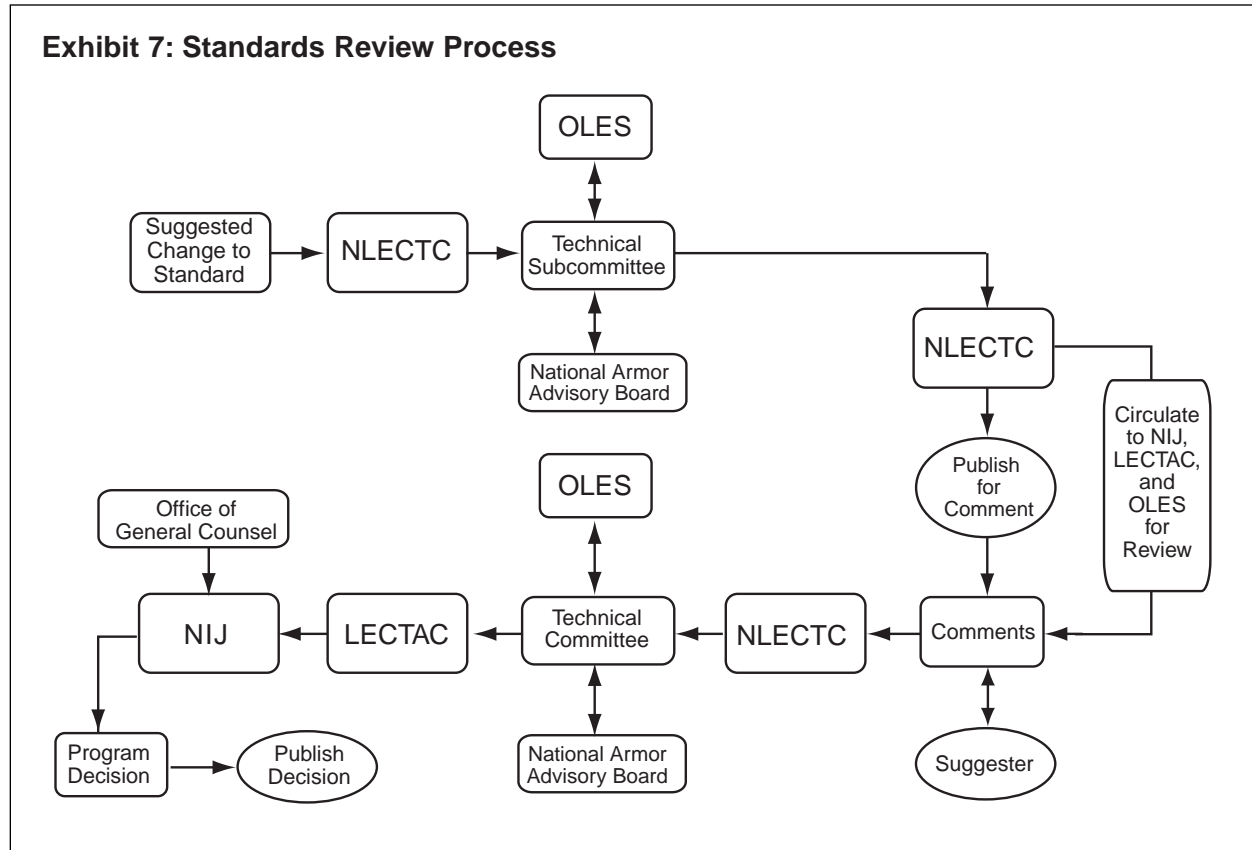 Exhibit 7: Standards Review Process
OLES
Suggested
Change to
Standard
NLECTC
Technical
Subcommittee
National Armor
Advisory Board
NLECTC
Circulate
to NIJ,
LECTAC,
and
OLES
for
Review
Publish
for
Comment
OLES
Office of
General Counsel
NIJ
LECTAC
Technical
Committee
NLECTC
Comments
Program
Decision
Publish
Decision
National Armor
Advisory Board
Suggester